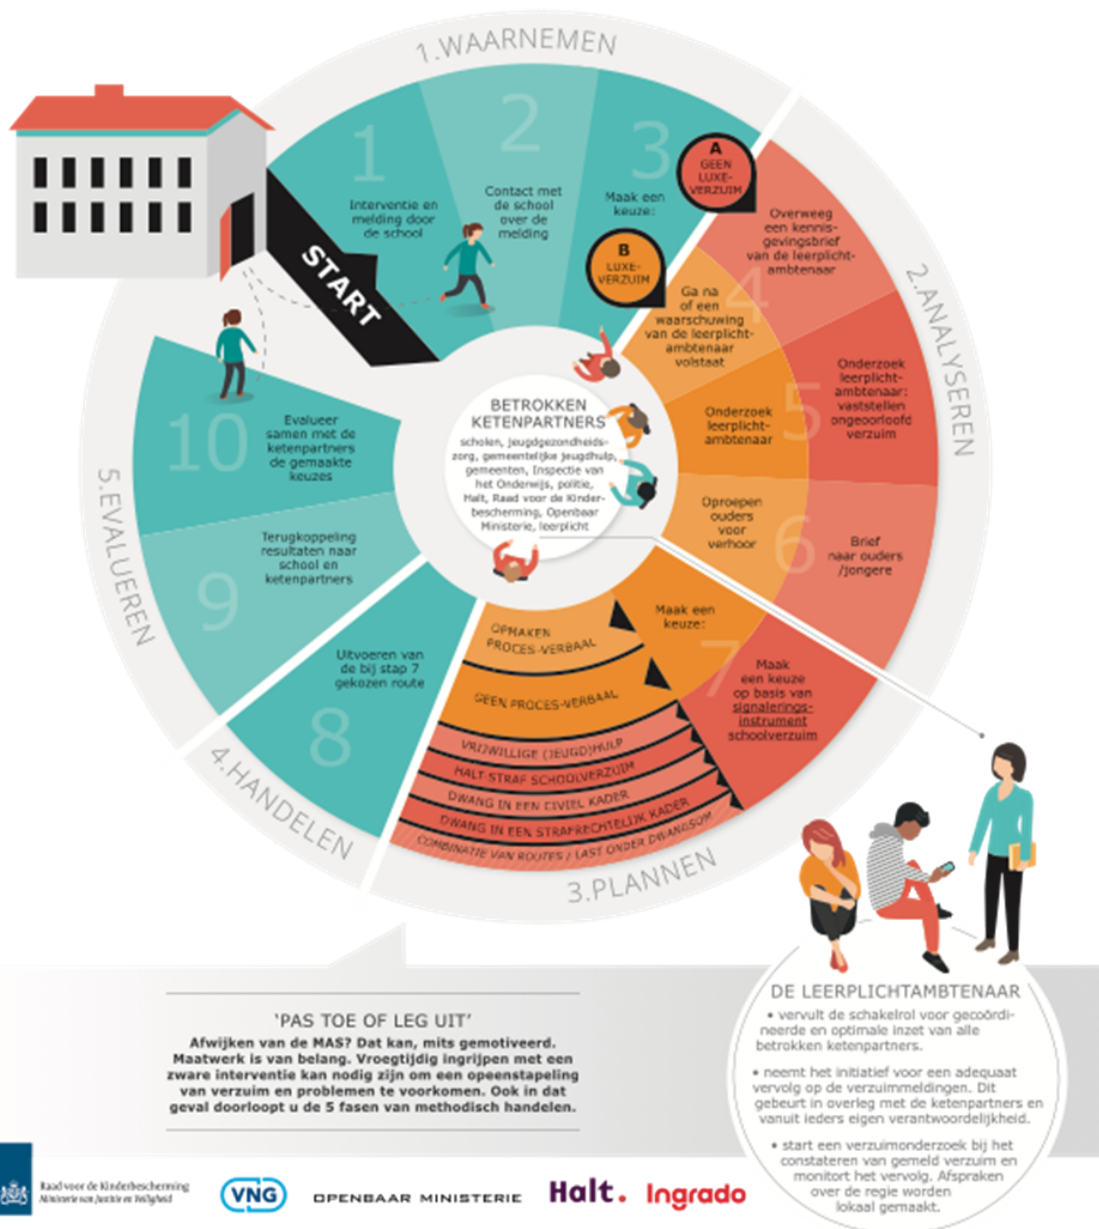 1.WAARNEMEN
START
1
Interventie en
melding door
de school
2
Contact met
de school
over de
melding
3
Maak een
keuze:
A
GEEN
LUXE-
VERZUIM
B
LUXE-
VERZUIM
2.ANALYSEREN
4
Overweeg
een kennis-
gevingsbrief
van de leerplicht-
ambtenaar
Ga na
of een
waarschuwing
van de leerplicht-
ambtenaar
volstaat
5
Onderzoek
leerplicht-
ambtenaar:
vaststellen
ongeoorloofd
verzuim
Onderzoek
leerplicht-
ambtenaar
6
Oproepen
ouders
voor
verhoor
Brief
naar ouders
/jongere
7
Maak een
keuze:
Maak
een keuze
op basis van
signalerings-
instrument
schoolverzuim
3.PLANNEN
OPMAKEN
PROCES-VERBAAL
GEEN PROCES-VERBAAL
VRIJWILLIGE (JEUGD)HULP
HALT-STRAF SCHOOLVERZUIM
DWANG IN EEN CIVIEL KADER
DWANG IN EEN STRAFRECHTELIJK KADER
COMBINATIE VAN ROUTES / LAST ONDER DWANGSOM
4.HANDELEN
8
Uitvoeren van
de bij stap 7
gekozen route
5.EVALUEREN
9
Terugkoppeling
resultaten naar
school en
ketenpartners
10
Evalueer
samen met de
ketenpartners
de gemaakte
keuzes
BETROKKEN
KETENPARTNERS
scholen, jeugdgezondheids-
zorg, gemeentelijke jeugdhulp,
gemeenten, Inspectie van
het Onderwijs, politie,
Halt, Raad voor de Kinder-
bescherming, Openbaar
Ministerie, leerplicht
'PAS TOE OF LEG UIT'
Afwijken van de MAS? Dat kan, mits gemotiveerd.
Maatwerk is van belang. Vroegtijdig ingrijpen met een
zware interventie kan nodig zijn om een opeenstapeling
van verzuim en problemen te voorkomen. Ook in dat
geval doorloopt u de 5 fasen van methodisch handelen.
DE LEERPLICHTAMBTENAAR
• vervult de schakelrol voor gecoördi-
neerde en optimale inzet van alle
betrokken ketenpartners.
• neemt het initiatief voor een adequaat
vervolg op de verzuimmeldingen. Dit
gebeurt in overleg met de ketenpartners en
vanuit ieders eigen verantwoordelijkheid.
• start een verzuimonderzoek bij het
constateren van gemeld verzuim en
monitort het vervolg. Afspraken
over de regie worden
lokaal gemaakt.
Raad voor de Kinderbescherming
Ministerie van Justitie en Veiligheid
VNG
OPENBAAR MINISTERIE
Halt.
Ingrado